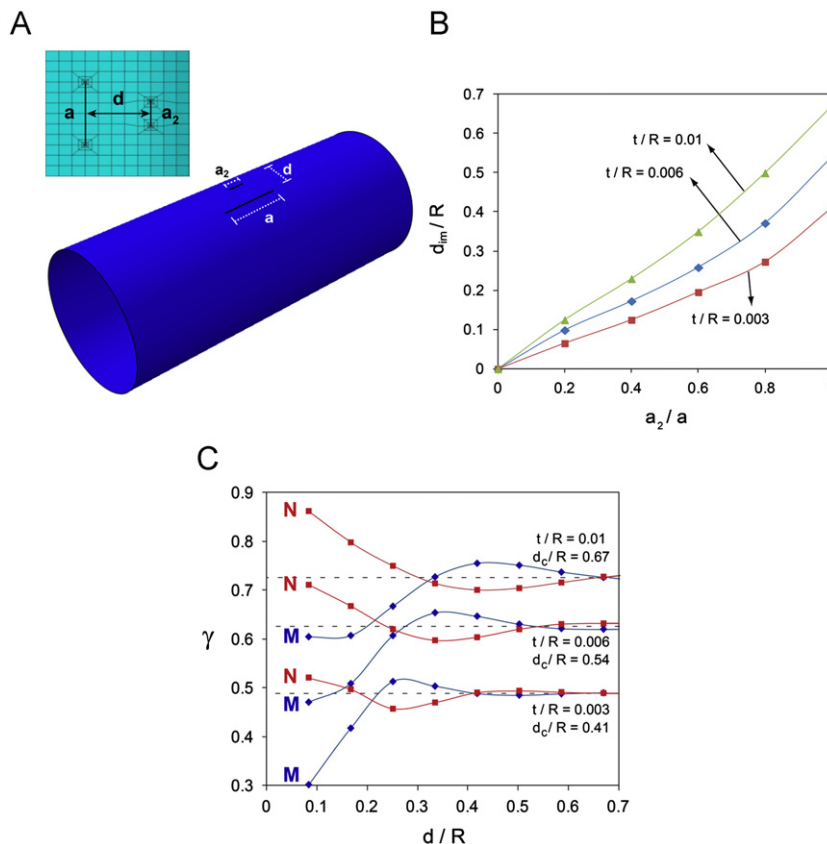 A
a
d
a2
a2
d
a
B
dim/R
0.7
0.6
0.5
0.4
0.3
0.2
0.1
0
t / R = 0.01
t / R = 0.006
t / R = 0.003
0 0.2 0.4 0.6 0.8
a2/a
C
γ
0.9
0.8
0.7
0.6
0.5
0.4
0.3
N
N
M
N
M
M
t / R = 0.01
dc/ R = 0.67
t / R = 0.006
dc/ R = 0.54
t / R = 0.003
dc/ R = 0.41
0 0.1 0.2 0.3 0.4 0.5 0.6 0.7
d / R